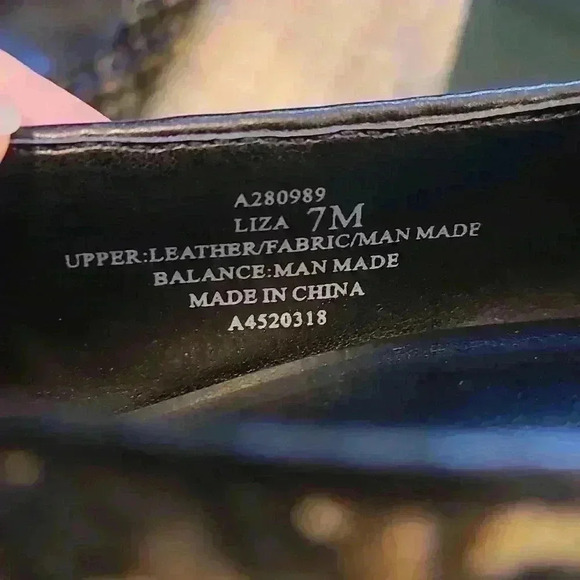 A280989
LIZA 7M
UPPER:LEATHER/FABRIC/MAN MADE
BALANCE:MAN MADE
MADE IN CHINA
A4520318